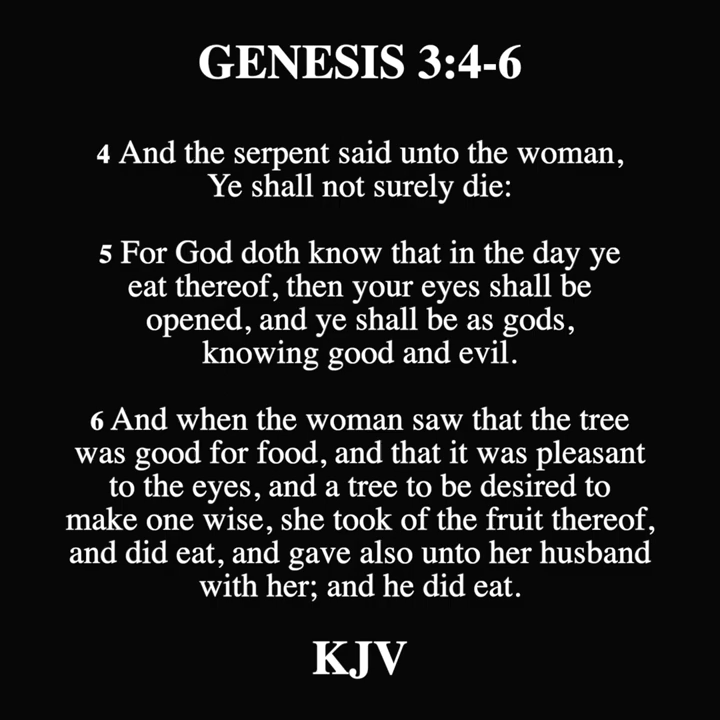 GENESIS 3:4-6
4 And the serpent said unto the woman,
Ye shall not surely die:
5 For God doth know that in the day ye
eat thereof, then your eyes shall be
opened, and ye shall be as gods,
knowing good and evil.
6 And when the woman saw that the tree
was good for food, and that it was pleasant
to the eyes, and a tree to be desired to
make one wise, she took of the fruit thereof,
and did eat, and gave also unto her husband
with her; and he did eat.
KJV